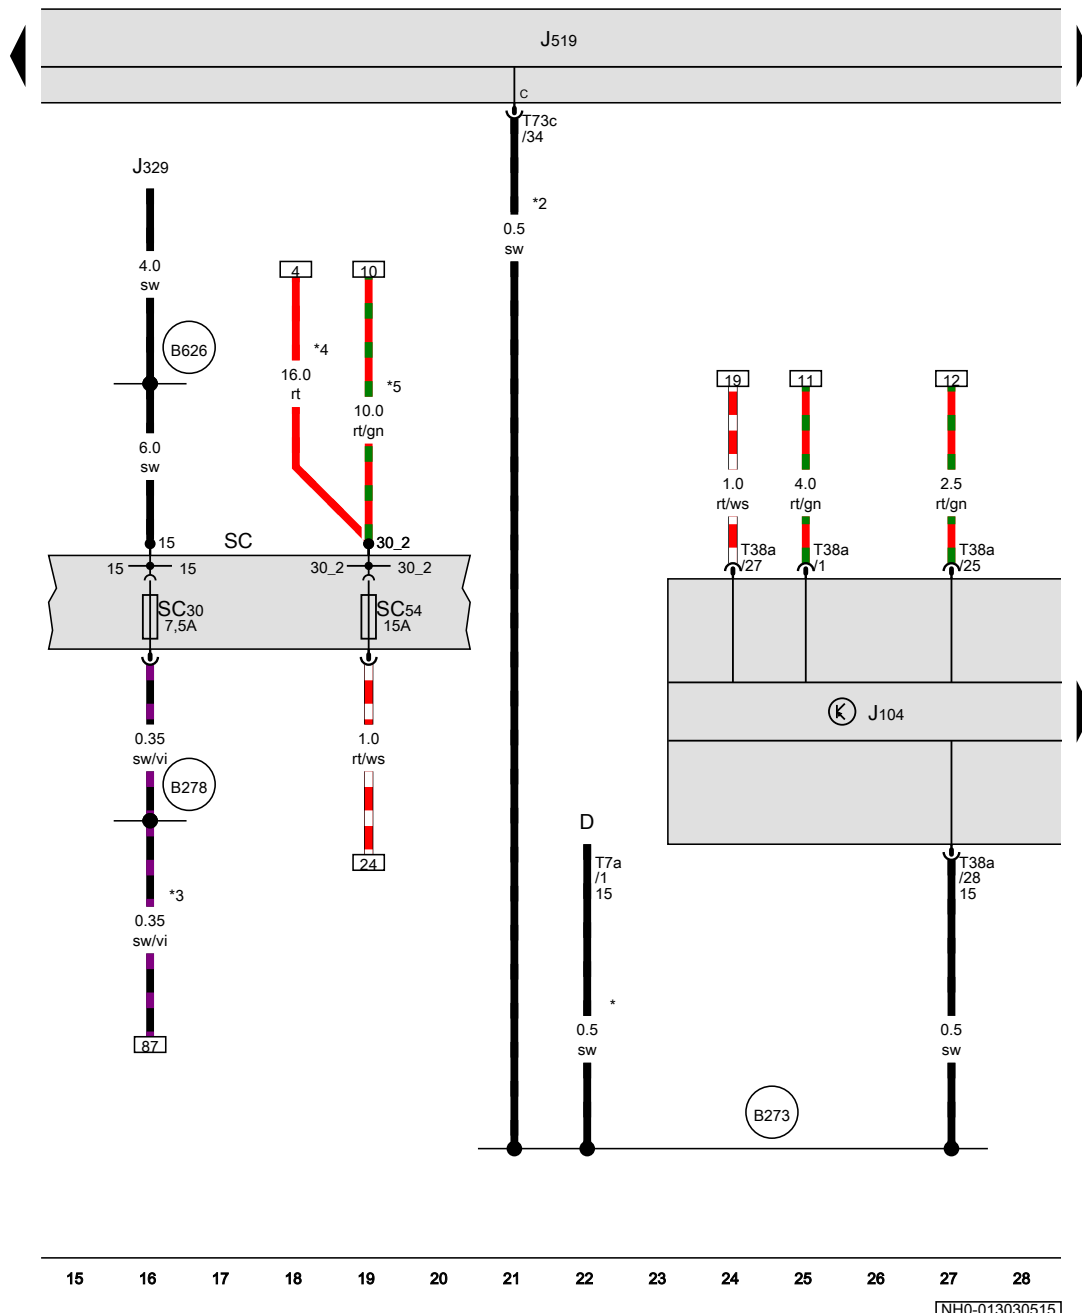 J519
c
T73c
/34
J329
*2
0.5
sw
4.0
sw
4
10
B626
*4
16.0
rt
*5
10.0
rt/gn
19
11
12
6.0
sw
1.0
rt/ws
4.0
rt/gn
2.5
rt/gn
15
SC
30_2
T38a
/27
T38a
/1
T38a
/25
15
15
30_2
30_2
SC30
7,5A
SC54
15A
J104
0.35
sw/vi
1.0
rt/ws
B278
D
24
T7a
/1
15
T38a
/28
15
*3
0.35
sw/vi
*
0.5
sw
0.5
sw
87
B273
15 16 17 18 19 20 21 22 23 24 25 26 27 28
NH0-013030515